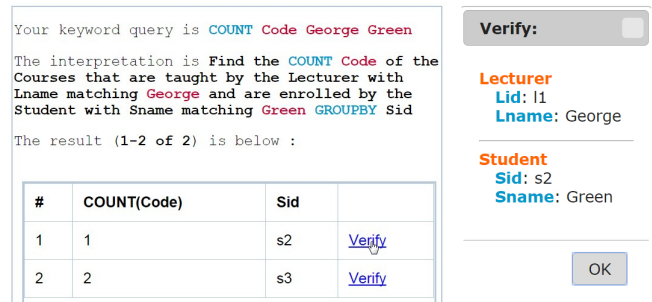 Your keyword query is COUNT Code George Green
The interpretation is Find the COUNT Code of the
Courses that are taught by the Lecturer with
Lname matching George and are enrolled by the
Student with Sname matching Green GROUPBY Sid
The result (1-2 of 2) is below :
# COUNT(Code) Sid
1 1 s2 Verify
2 2 s3 Verify
Verify:
Lecturer
Lid: l1
Lname: George
Student
Sid: s2
Sname: Green
OK